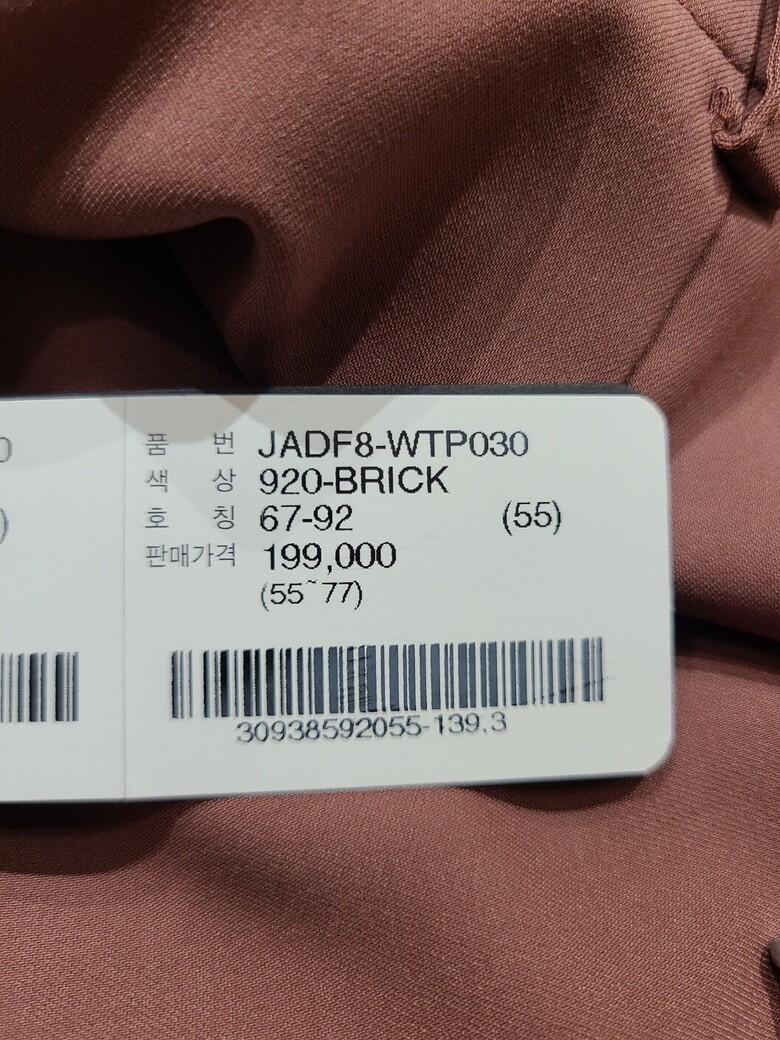 품 번 JADF8-WTP030
색 상 920-BRICK
호 칭 67-92 (55)
판매가격 199,000
(55~77)
30938592055-139.3